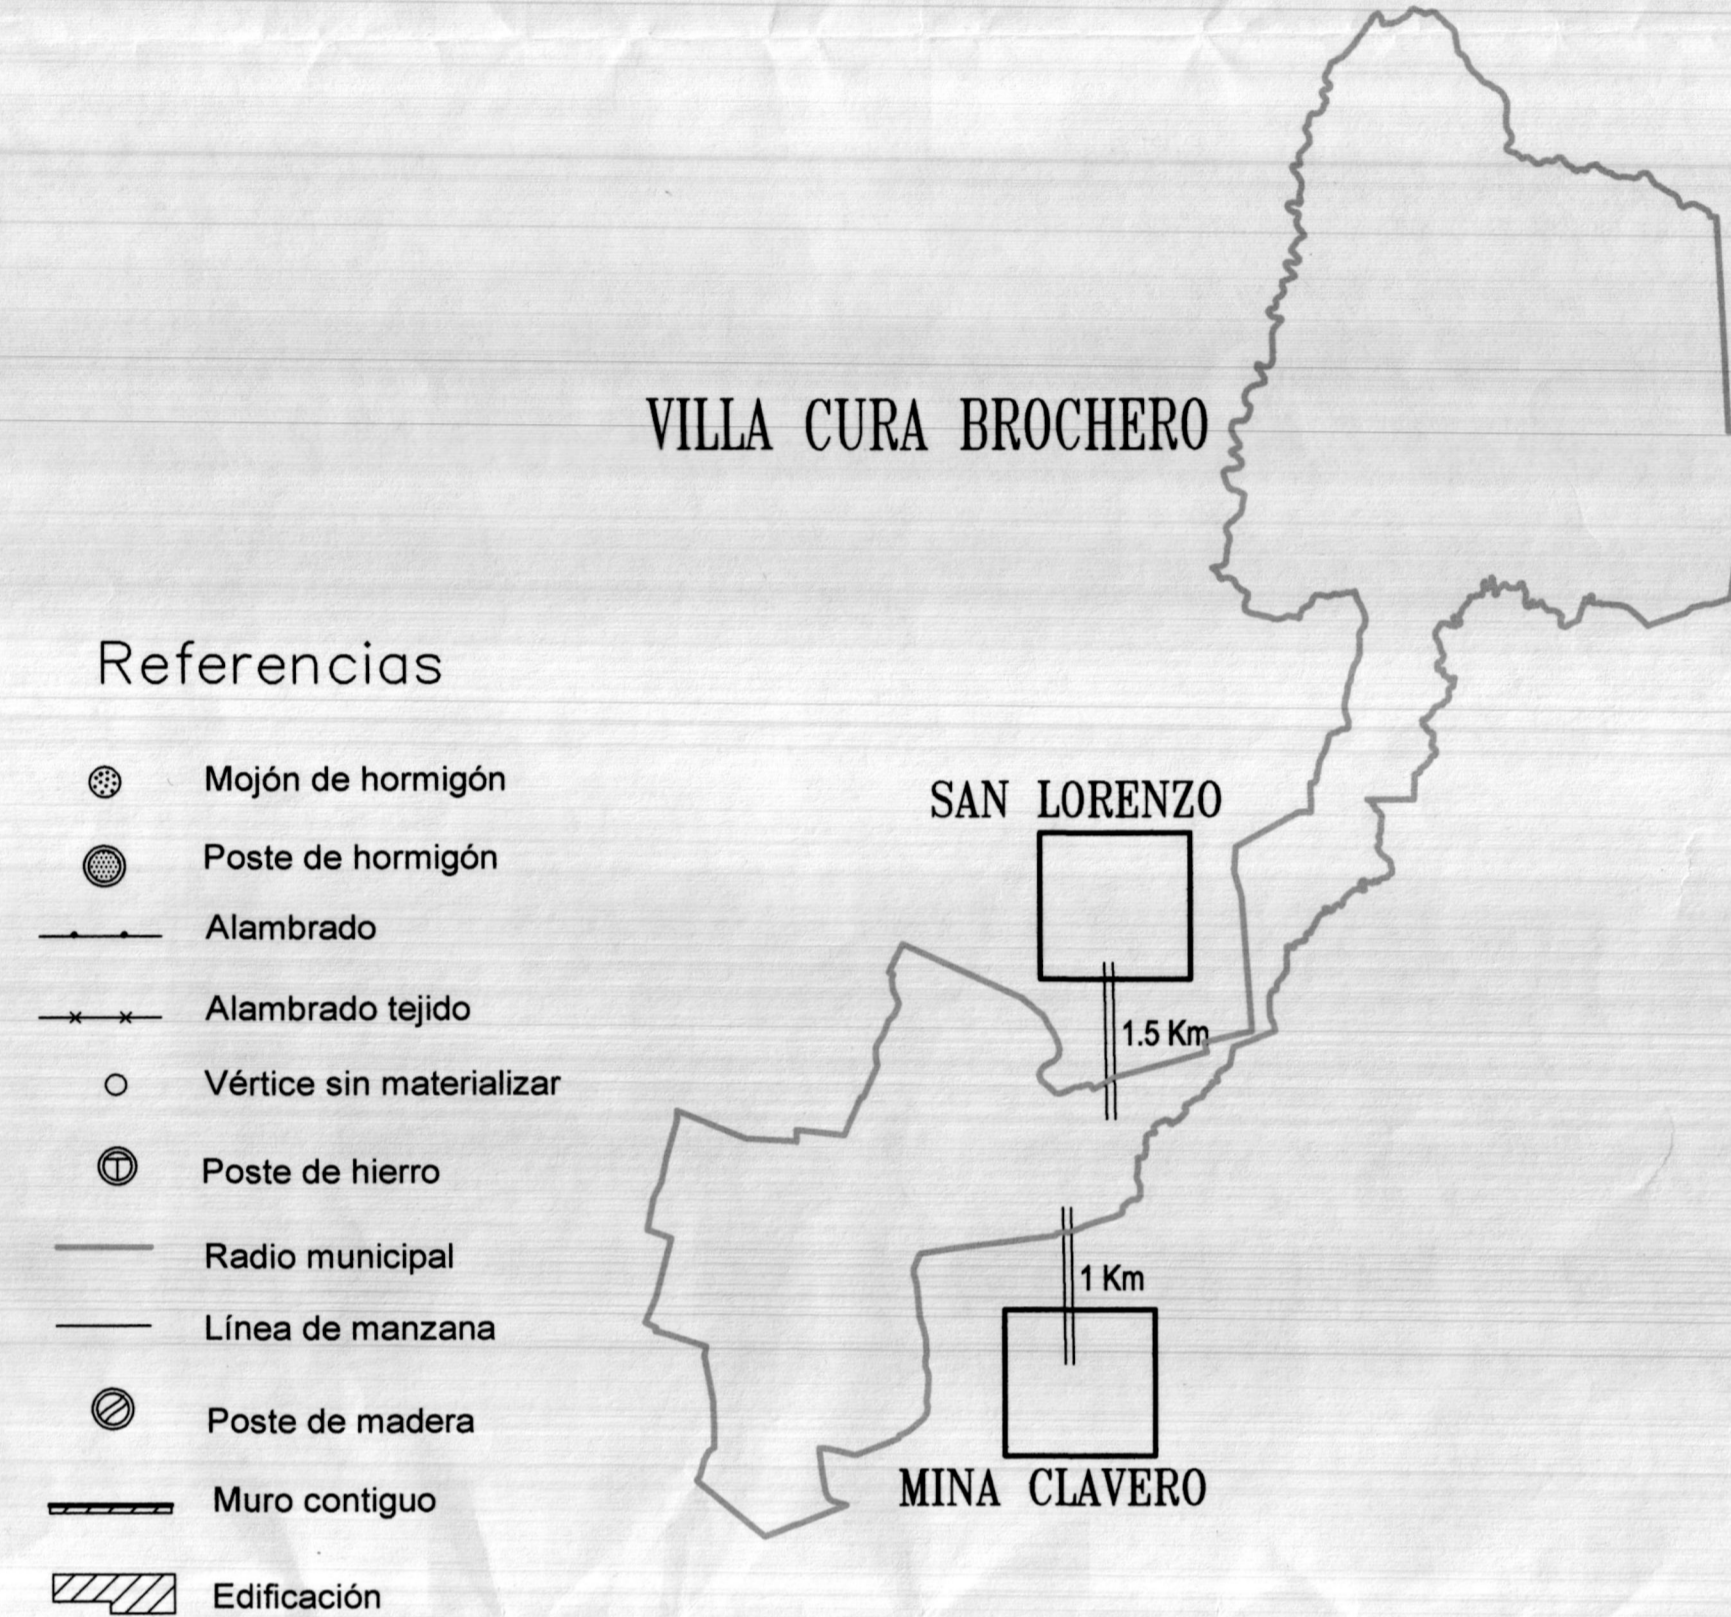 VILLA CURA BROCHERO
Referencias
Mojón de hormigón
Poste de hormigón
Alambrado
Alambrado tejido
Vértice sin materializar
Poste de hierro
Radio municipal
Línea de manzana
Poste de madera
Muro contiguo
Edificación
SAN LORENZO
1.5 Km
1 Km
MINA CLAVERO